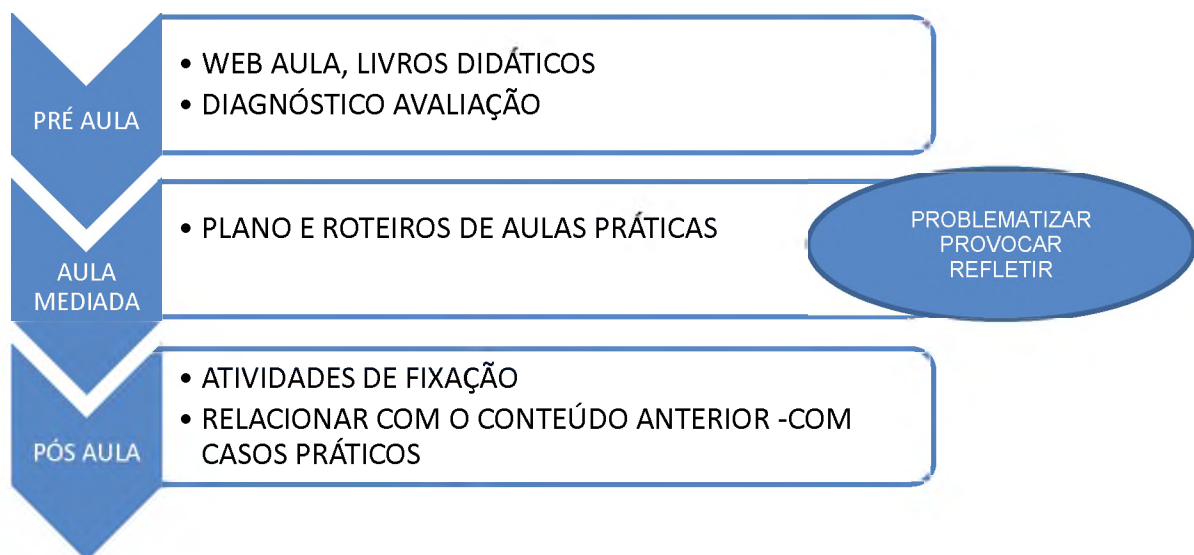 PRÉ AULA
• WEB AULA, LIVROS DIDÁTICOS
• DIAGNÓSTICO AVALIAÇÃO
AULA
MEDIADA
• PLANO E ROTEIROS DE AULAS PRÁTICAS
PROBLEMATIZAR
PROVOCAR
REFLETIR
PÓS AULA
• ATIVIDADES DE FIXAÇÃO
• RELACIONAR COM O CONTEÚDO ANTERIOR -COM
CASOS PRÁTICOS